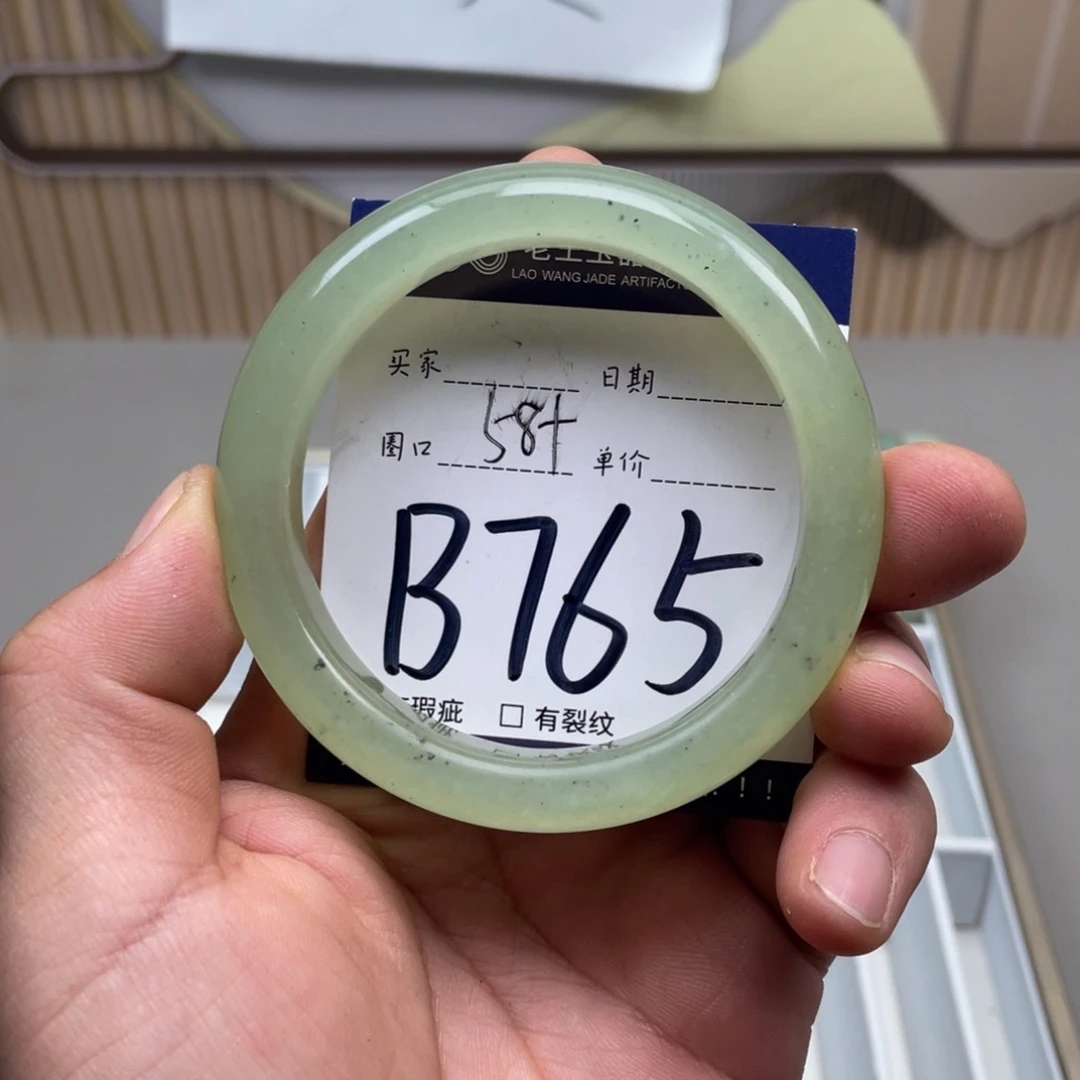 LAO WANG JADE ARTIFACT
买家 日期
圈口 58+ 单价
B765
瑕疵 □ 有裂纹
!!